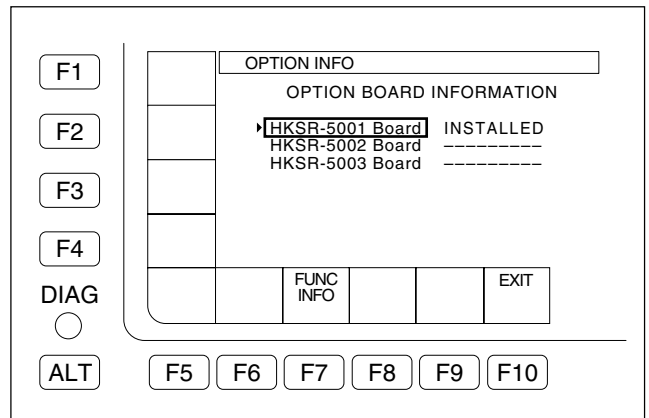 F1
F2
F3
F4
DIAG
ALT
OPTION INFO
OPTION BOARD INFORMATION
HKSR-5001 Board INSTALLED
HKSR-5002 Board ---------
HKSR-5003 Board ---------
FUNC
INFO
EXIT
F5 F6 F7 F8 F9 F10